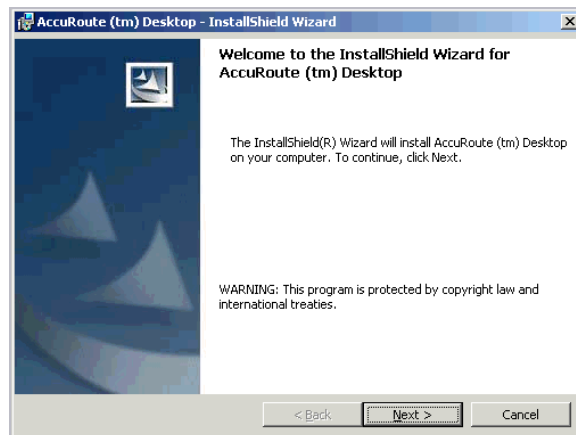 AccuRoute (tm) Desktop - InstallShield Wizard
Welcome to the InstallShield Wizard for
AccuRoute (tm) Desktop
The InstallShield(R) Wizard will install AccuRoute (tm) Desktop
on your computer. To continue, click Next.
WARNING: This program is protected by copyright law and
international treaties.
< Back
Next >
Cancel